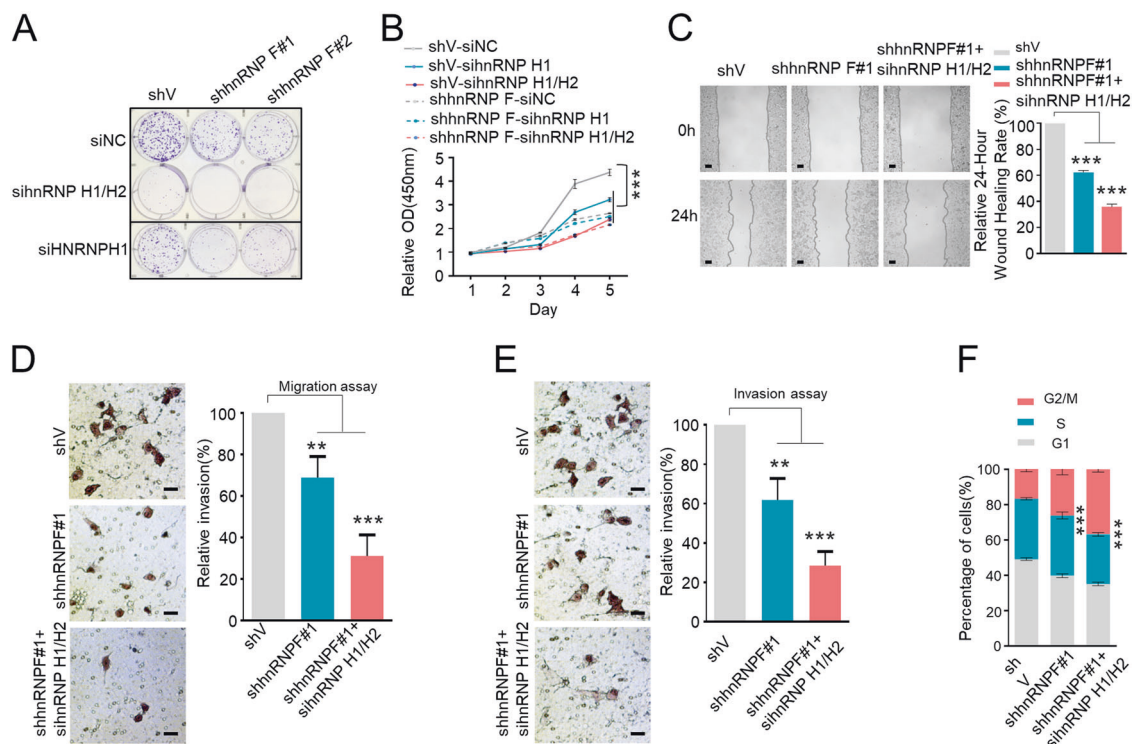 A
shV
shhnRNP F#1
shhnRNP F#2
siNC
sihnRNP H1/H2
siHNRNPH1
B
shV-siNC
shV-sihnRNP H1
shV-sihnRNP H1/H2
shhnRNP F-siNC
shhnRNP F-sihnRNP H1
shhnRNP F-sihnRNP H1/H2
Relative OD(450nm)
5
4
3
2
1
0
1 2 3 4 5
Day
***
C
shV
shhnRNP F#1
shhnRNPF#1+
sihnRNP H1/H2
0h
24h
shV
shhnRNPF#1
shhnRNPF#1+
sihnRNP H1/H2
Relative 24-Hour
Wound Healing Rate (%)
100
80
60
40
20
0
***
***
D
shV
shhnRNPF#1
shhnRNPF#1+
sihnRNP H1/H2
Migration assay
Relative invasion(%)
100
80
60
40
20
0
**
***
shV
shhnRNPF#1
shhnRNPF#1+
sihnRNP H1/H2
E
shV
shhnRNPF#1
shhnRNPF#1+
sihnRNP H1/H2
Invasion assay
Relative invasion(%)
100
80
60
40
20
0
**
***
shV
shhnRNPF#1
shhnRNPF#1+
sihnRNP H1/H2
F
G2/M
S
G1
Percentage of cells(%)
100
80
60
40
20
0
***
***
sh
V
shhnRNPF#1
shhnRNPF#1+
sihnRNP H1/H2